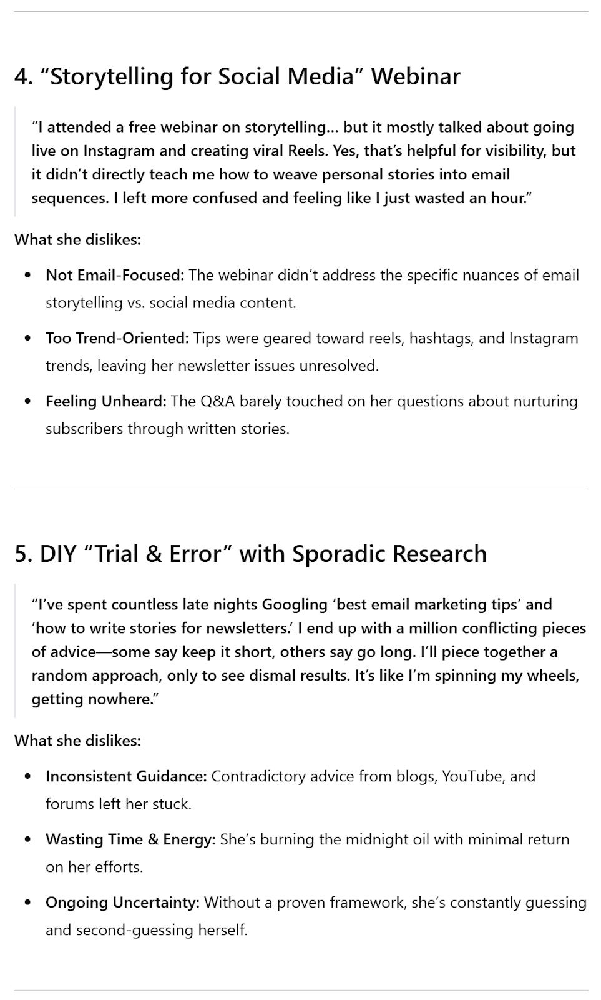 4. “Storytelling for Social Media” Webinar
“I attended a free webinar on storytelling… but it mostly talked about going
live on Instagram and creating viral Reels. Yes, that’s helpful for visibility, but
it didn’t directly teach me how to weave personal stories into email
sequences. I left more confused and feeling like I just wasted an hour.”
What she dislikes:
• Not Email-Focused: The webinar didn’t address the specific nuances of email
storytelling vs. social media content.
• Too Trend-Oriented: Tips were geared toward reels, hashtags, and Instagram
trends, leaving her newsletter issues unresolved.
• Feeling Unheard: The Q&A barely touched on her questions about nurturing
subscribers through written stories.
5. DIY “Trial & Error” with Sporadic Research
“I’ve spent countless late nights Googling ‘best email marketing tips’ and
‘how to write stories for newsletters.’ I end up with a million conflicting pieces
of advice—some say keep it short, others say go long. I’ll piece together a
random approach, only to see dismal results. It’s like I’m spinning my wheels,
getting nowhere.”
What she dislikes:
• Inconsistent Guidance: Contradictory advice from blogs, YouTube, and
forums left her stuck.
• Wasting Time & Energy: She’s burning the midnight oil with minimal return
on her efforts.
• Ongoing Uncertainty: Without a proven framework, she’s constantly guessing
and second-guessing herself.